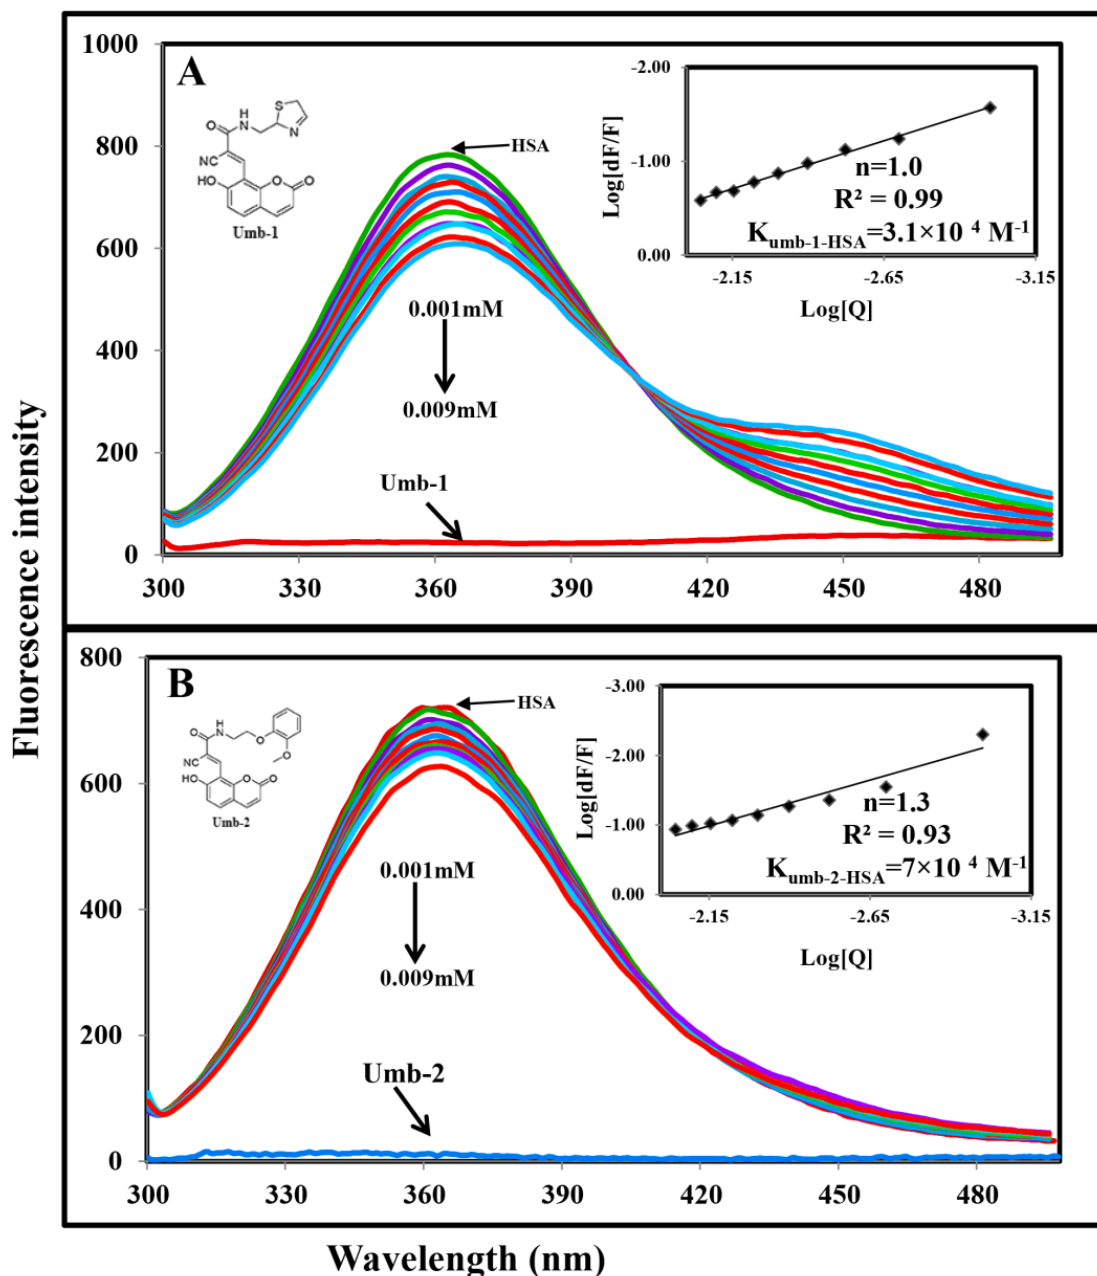 Fluorescence intensity
1000
800
600
400
200
0
A
S
N
H
N
O
NC
HO
O
O
Umb-1
HSA
0.001mM
0.009mM
Umb-1
300
330
360
390
420
450
480
Log[dF/F]
-2.00
-1.00
0.00
n=1.0
R² = 0.99
Kumb-1-HSA=3.1×10 4 M-1
-2.15
-2.65
-3.15
Log[Q]
800
600
400
200
0
B
H
N
O
O
O
NC
HO
O
O
Umb-2
HSA
0.001mM
0.009mM
Umb-2
300
330
360
390
420
450
480
Log[dF/F]
-3.00
-2.00
-1.00
0.00
n=1.3
R² = 0.93
Kumb-2-HSA=7×10 4 M-1
-2.15
-2.65
-3.15
Log[Q]
Wavelength (nm)